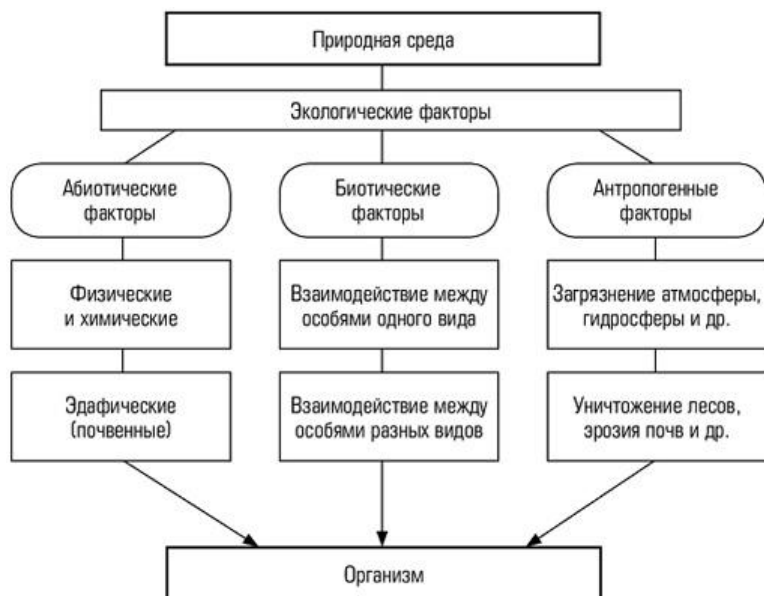 Природная среда
Экологические факторы
Абиотические
факторы
Биотические
факторы
Антропогенные
факторы
Физические
и химические
Взаимодействие между
особями одного вида
Загрязнение атмосферы,
гидросферы и др.
Эдафические
(почвенные)
Взаимодействие между
особями разных видов
Уничтожение лесов,
эрозия почв и др.
Организм